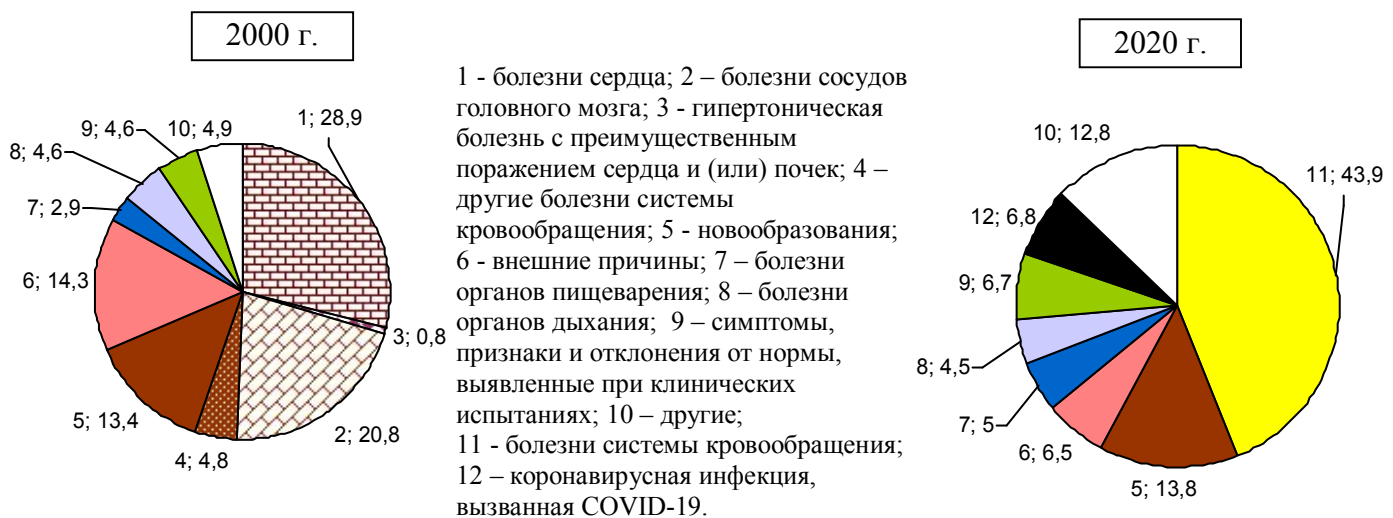 2000 г.
9; 4,6
10; 4,9
1; 28,9
8; 4,6
7; 2,9
6; 14,3
3; 0,8
5; 13,4
2; 20,8
4; 4,8
1 - болезни сердца; 2 – болезни сосудов
головного мозга; 3 - гипертоническая
болезнь с преимущественным
поражением сердца и (или) почек; 4 –
другие болезни системы
кровообращения; 5 - новообразования;
6 - внешние причины; 7 – болезни
органов пищеварения; 8 – болезни
органов дыхания; 9 – симптомы,
признаки и отклонения от нормы,
выявленные при клинических
испытаниях; 10 – другие;
11 - болезни системы кровообращения;
12 – коронавирусная инфекция,
вызванная COVID-19.
2020 г.
10; 12,8
11; 43,9
12; 6,8
9; 6,7
8; 4,5
7; 5
6; 6,5
5; 13,8